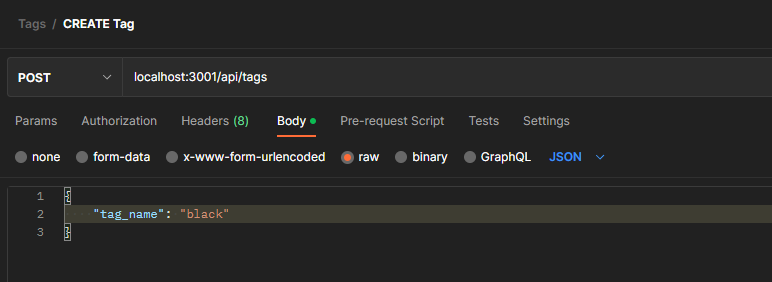 Tags / CREATE Tag
POST localhost:3001/api/tags
Params Authorization Headers (8) Body Pre-request Script Tests Settings
none form-data x-www-form-urlencoded raw binary GraphQL JSON
1 {
2 "tag_name": "black"
3 }